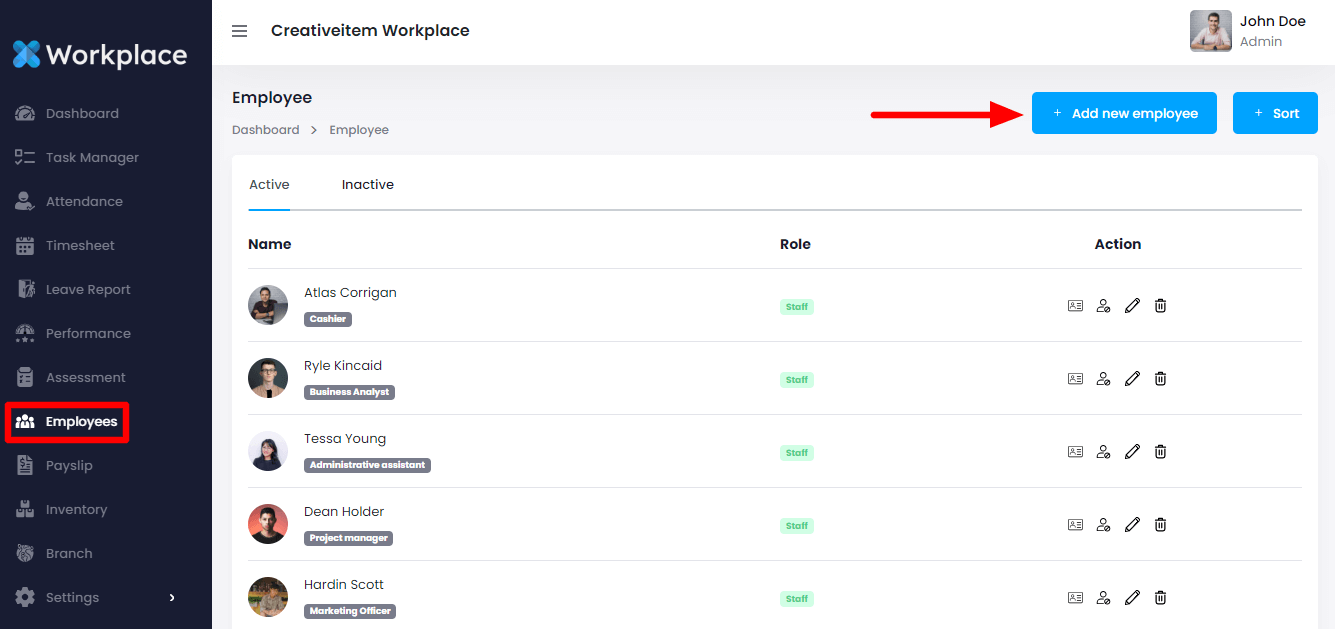 Workplace
Dashboard
Task Manager
Attendance
Timesheet
Leave Report
Performance
Assessment
Employees
Payslip
Inventory
Branch
Settings
Creativeitem Workplace
John Doe
Admin
Employee
Dashboard > Employee
+ Add new employee
+ Sort
Active Inactive
Name Role Action
Atlas Corrigan
Cashier
Staff
Ryle Kincaid
Business Analyst
Staff
Tessa Young
Administrative assistant
Staff
Dean Holder
Project manager
Staff
Hardin Scott
Marketing Officer
Staff